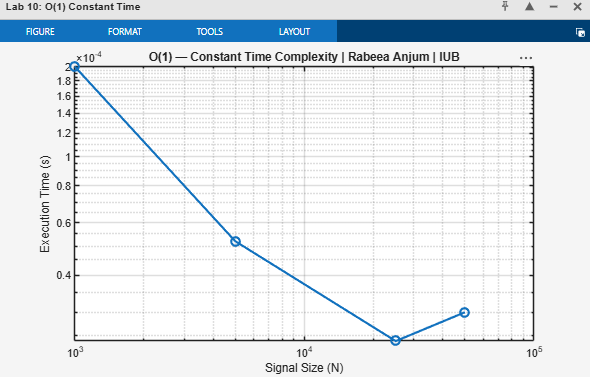 Lab 10: O(1) Constant Time
FIGURE FORMAT TOOLS LAYOUT
×10⁻⁴ O(1) — Constant Time Complexity | Rabeea Anjum | IUB
2
1.8
1.6
1.4
1.2
1
0.8
0.6
0.4
Execution Time (s)
10³ 10⁴ 10⁵
Signal Size (N)